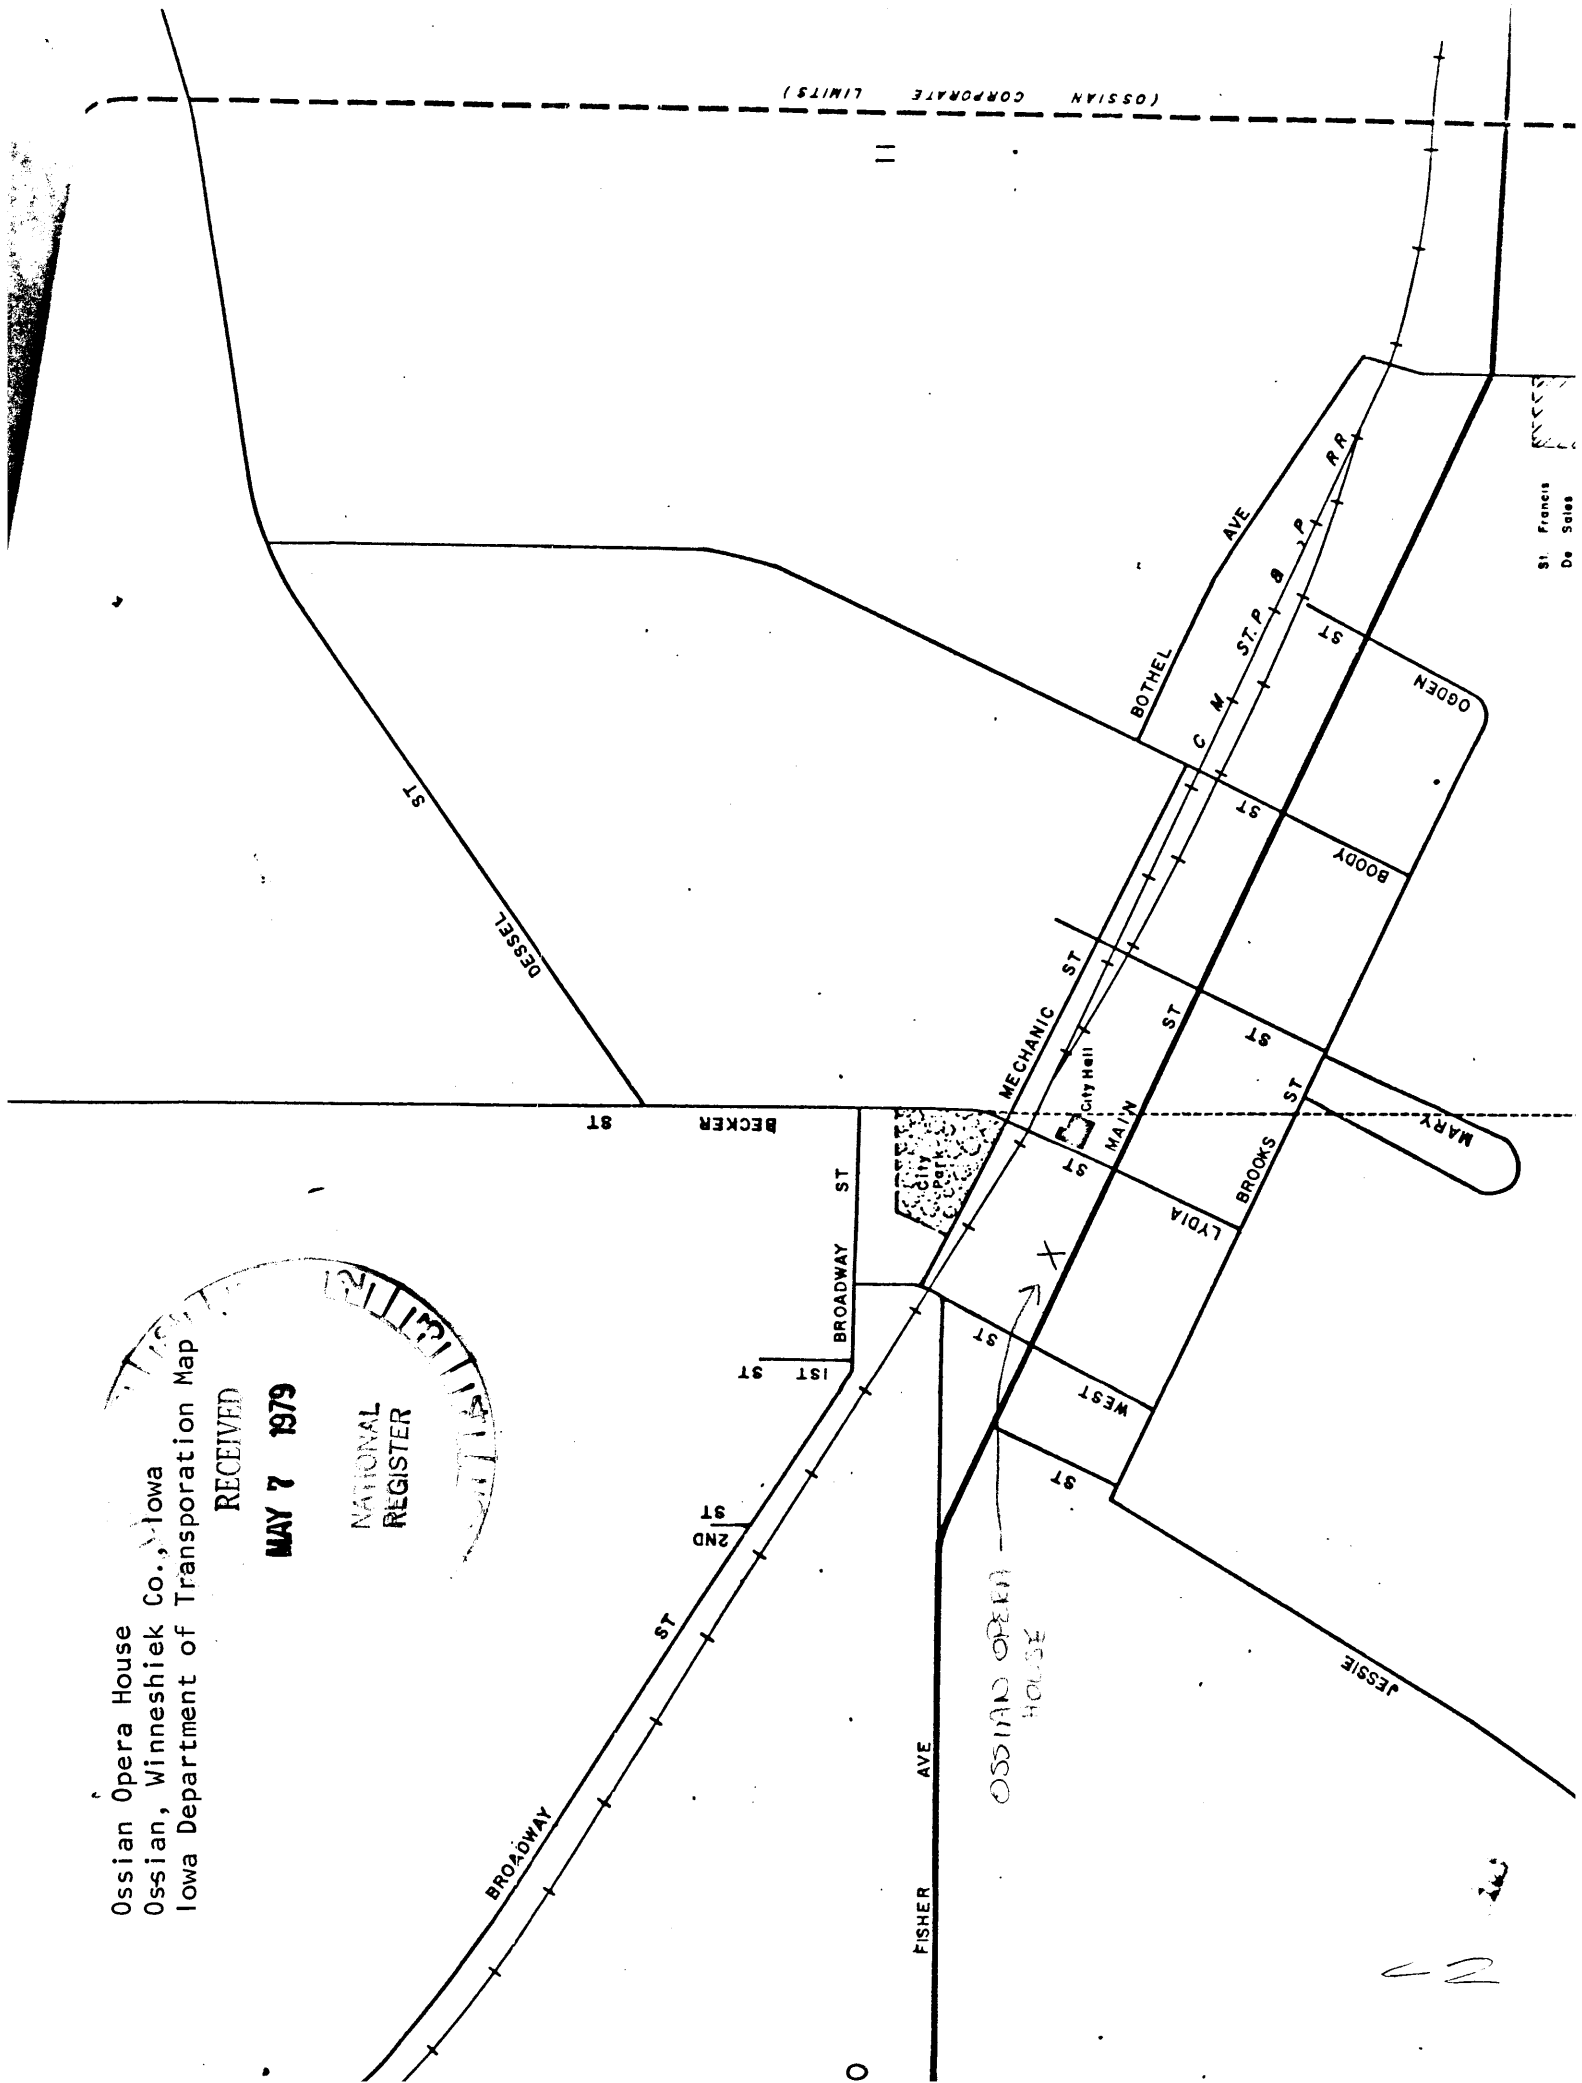 Ossian Opera House
Ossian, Winneshiek Co., Iowa
Iowa Department of Transporation Map
RECEIVED
MAY 7 1979
NATIONAL
REGISTER
(OSSIAN CORPORATE LIMITS)
DESSEL ST
BECKER ST
BROADWAY ST
1ST ST
2ND ST
BROADWAY ST
City
Park
MECHANIC ST
BOTHEL AVE
C M ST. P & P RR
City Hall
MAIN ST
BROOKS ST
OGDEN ST
BOODY ST
MARY ST
LYDIA ST
WEST ST
JESSIE ST
FISHER AVE
OSSIAN OPERA
HOUSE
X
St. Francis
De Sales